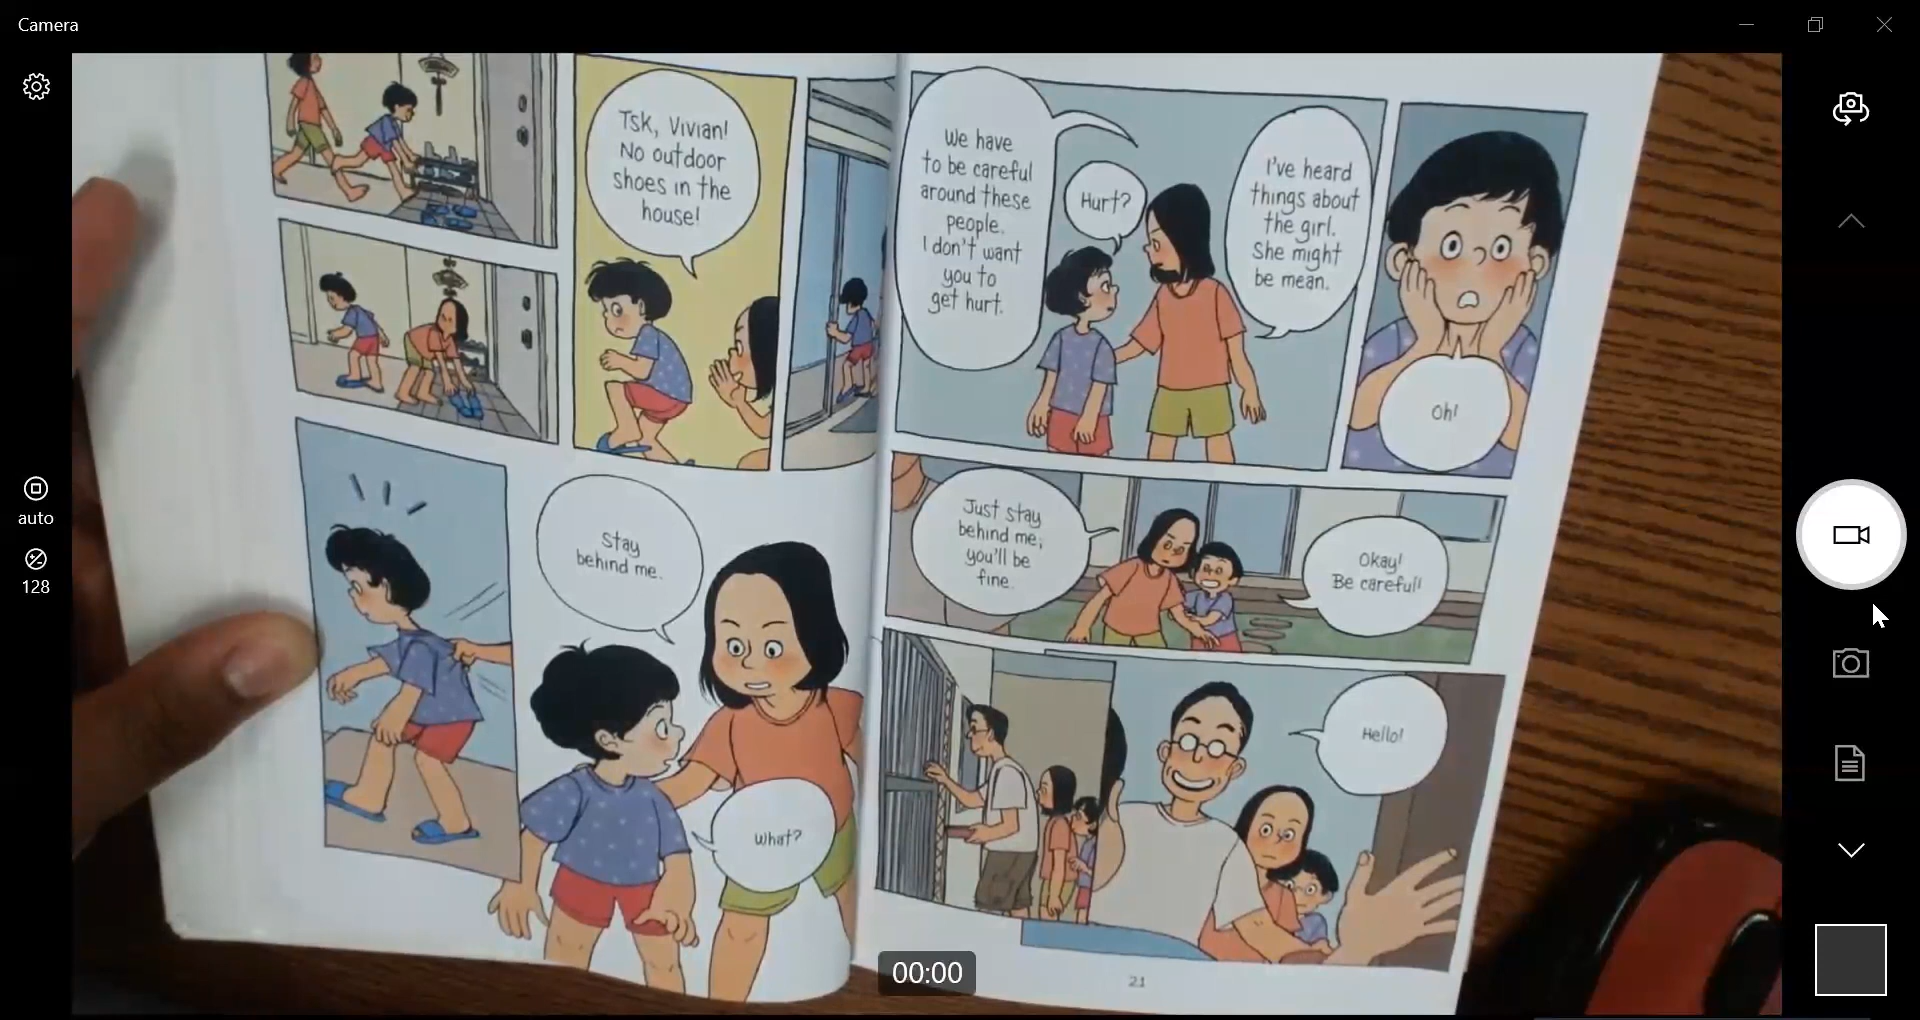 Camera
auto
128
Tsk, Vivian!
No outdoor
shoes in the
house!
Stay
behind me.
What?
We have
to be careful
around these
people.
I don't want
you to
get hurt.
Hurt?
I've heard
things about
the girl.
She might
be mean.
Oh!
Just stay
behind me;
you'll be
fine.
Okay!
Be careful!
Hello!
21
00:00